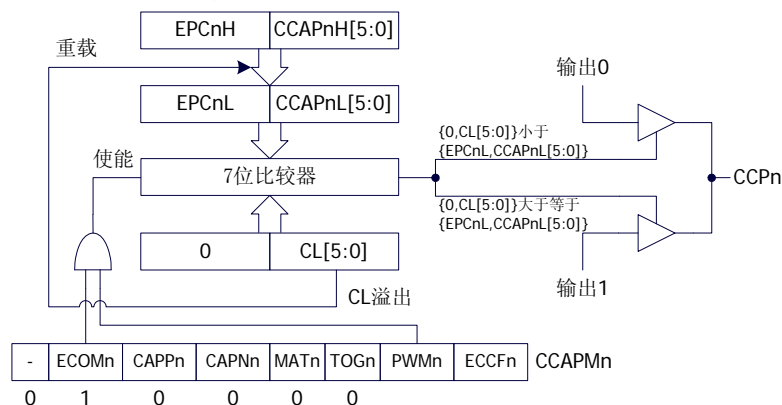 EPCnH CCAPnH[5:0]
重载
EPCnL CCAPnL[5:0]
输出0
{0,CL[5:0]}小于
{EPCnL,CCAPnL[5:0]}
使能
7位比较器
CCPn
{0,CL[5:0]}大于等于
{EPCnL,CCAPnL[5:0]}
0 CL[5:0]
输出1
CL溢出
- ECOMn CAPPn CAPNn MATn TOGn PWMn ECCFn CCAPMn
0 1 0 0 0 0